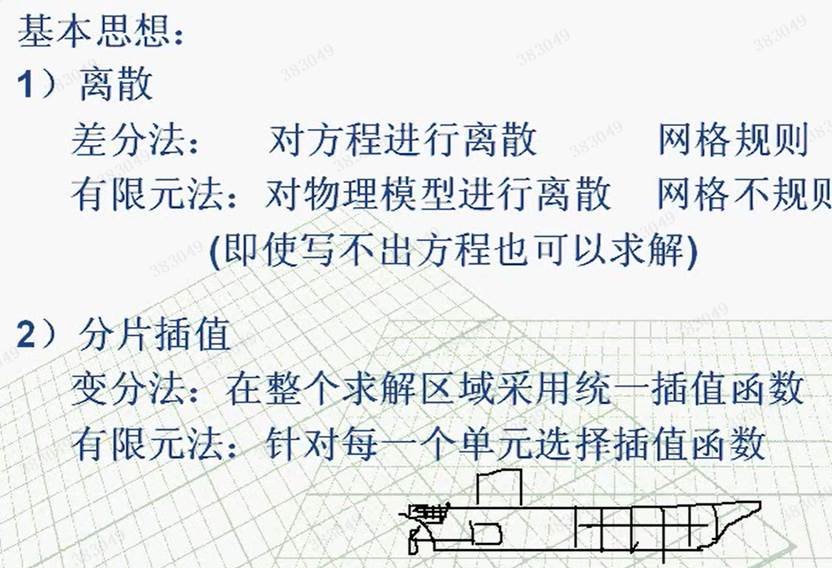 基本思想：
1）离散
差分法： 对方程进行离散 网格规则
有限元法：对物理模型进行离散 网格不规则
(即使写不出方程也可以求解)
2）分片插值
变分法：在整个求解区域采用统一插值函数
有限元法：针对每一个单元选择插值函数
383049